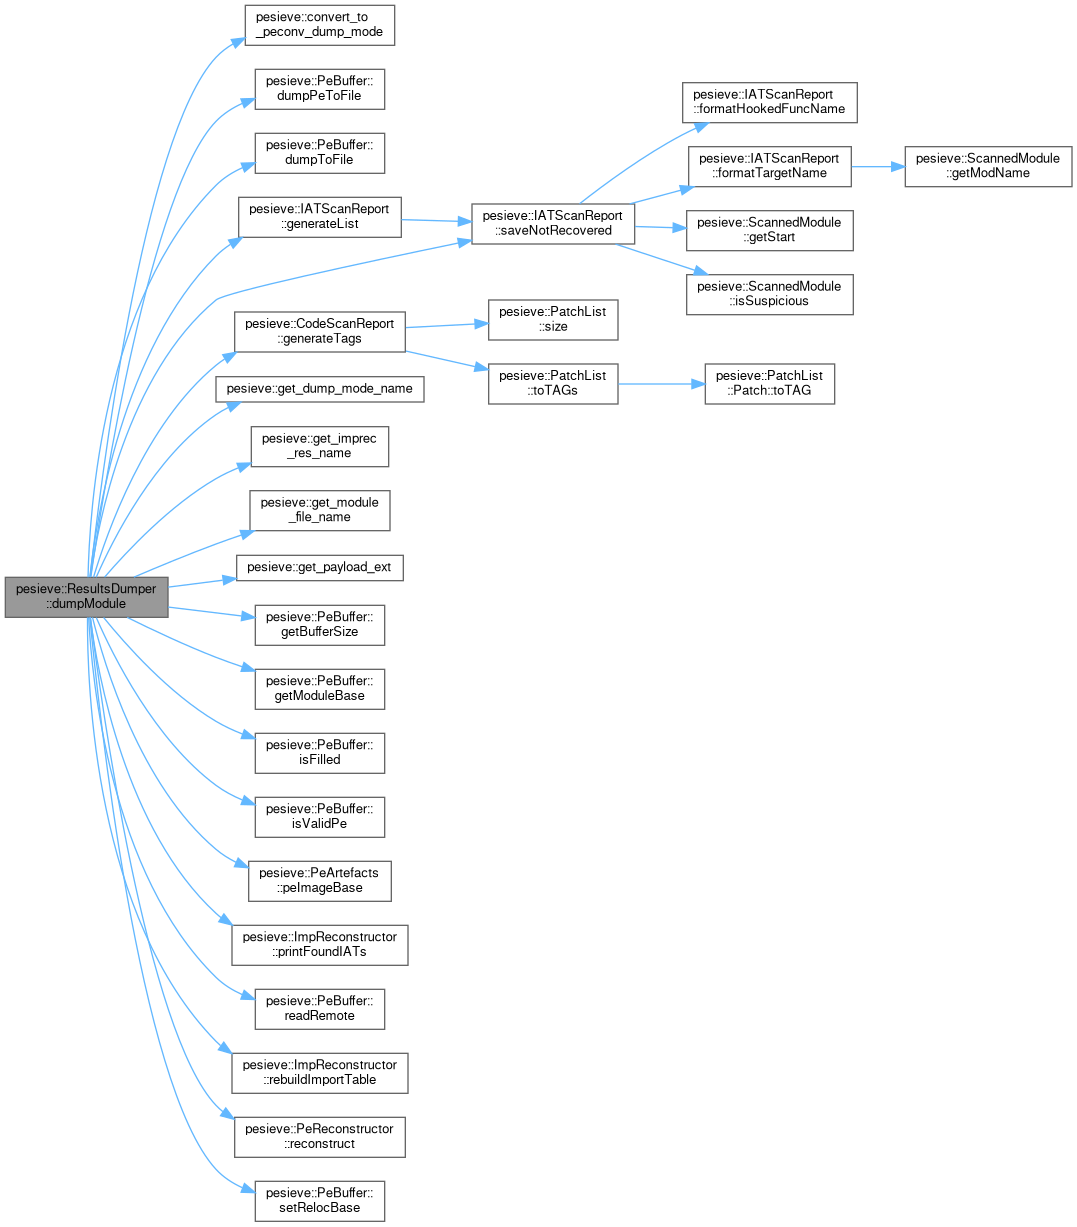 pesieve::ResultsDumper
::dumpModule
pesieve::convert_to
_peconv_dump_mode
pesieve::PeBuffer::
dumpPeToFile
pesieve::PeBuffer::
dumpToFile
pesieve::IATScanReport
::generateList
pesieve::IATScanReport
::saveNotRecovered
pesieve::IATScanReport
::formatHookedFuncName
pesieve::IATScanReport
::formatTargetName
pesieve::ScannedModule
::getModName
pesieve::ScannedModule
::getStart
pesieve::ScannedModule
::isSuspicious
pesieve::CodeScanReport
::generateTags
pesieve::PatchList
::size
pesieve::PatchList
::toTAGs
pesieve::PatchList
::Patch::toTAG
pesieve::get_dump_mode_name
pesieve::get_imprec
_res_name
pesieve::get_module
_file_name
pesieve::get_payload_ext
pesieve::PeBuffer::
getBufferSize
pesieve::PeBuffer::
getModuleBase
pesieve::PeBuffer::
isFilled
pesieve::PeBuffer::
isValidPe
pesieve::PeArtefacts
::peImageBase
pesieve::ImpReconstructor
::printFoundIATs
pesieve::PeBuffer::
readRemote
pesieve::ImpReconstructor
::rebuildImportTable
pesieve::PeReconstructor
::reconstruct
pesieve::PeBuffer::
setRelocBase